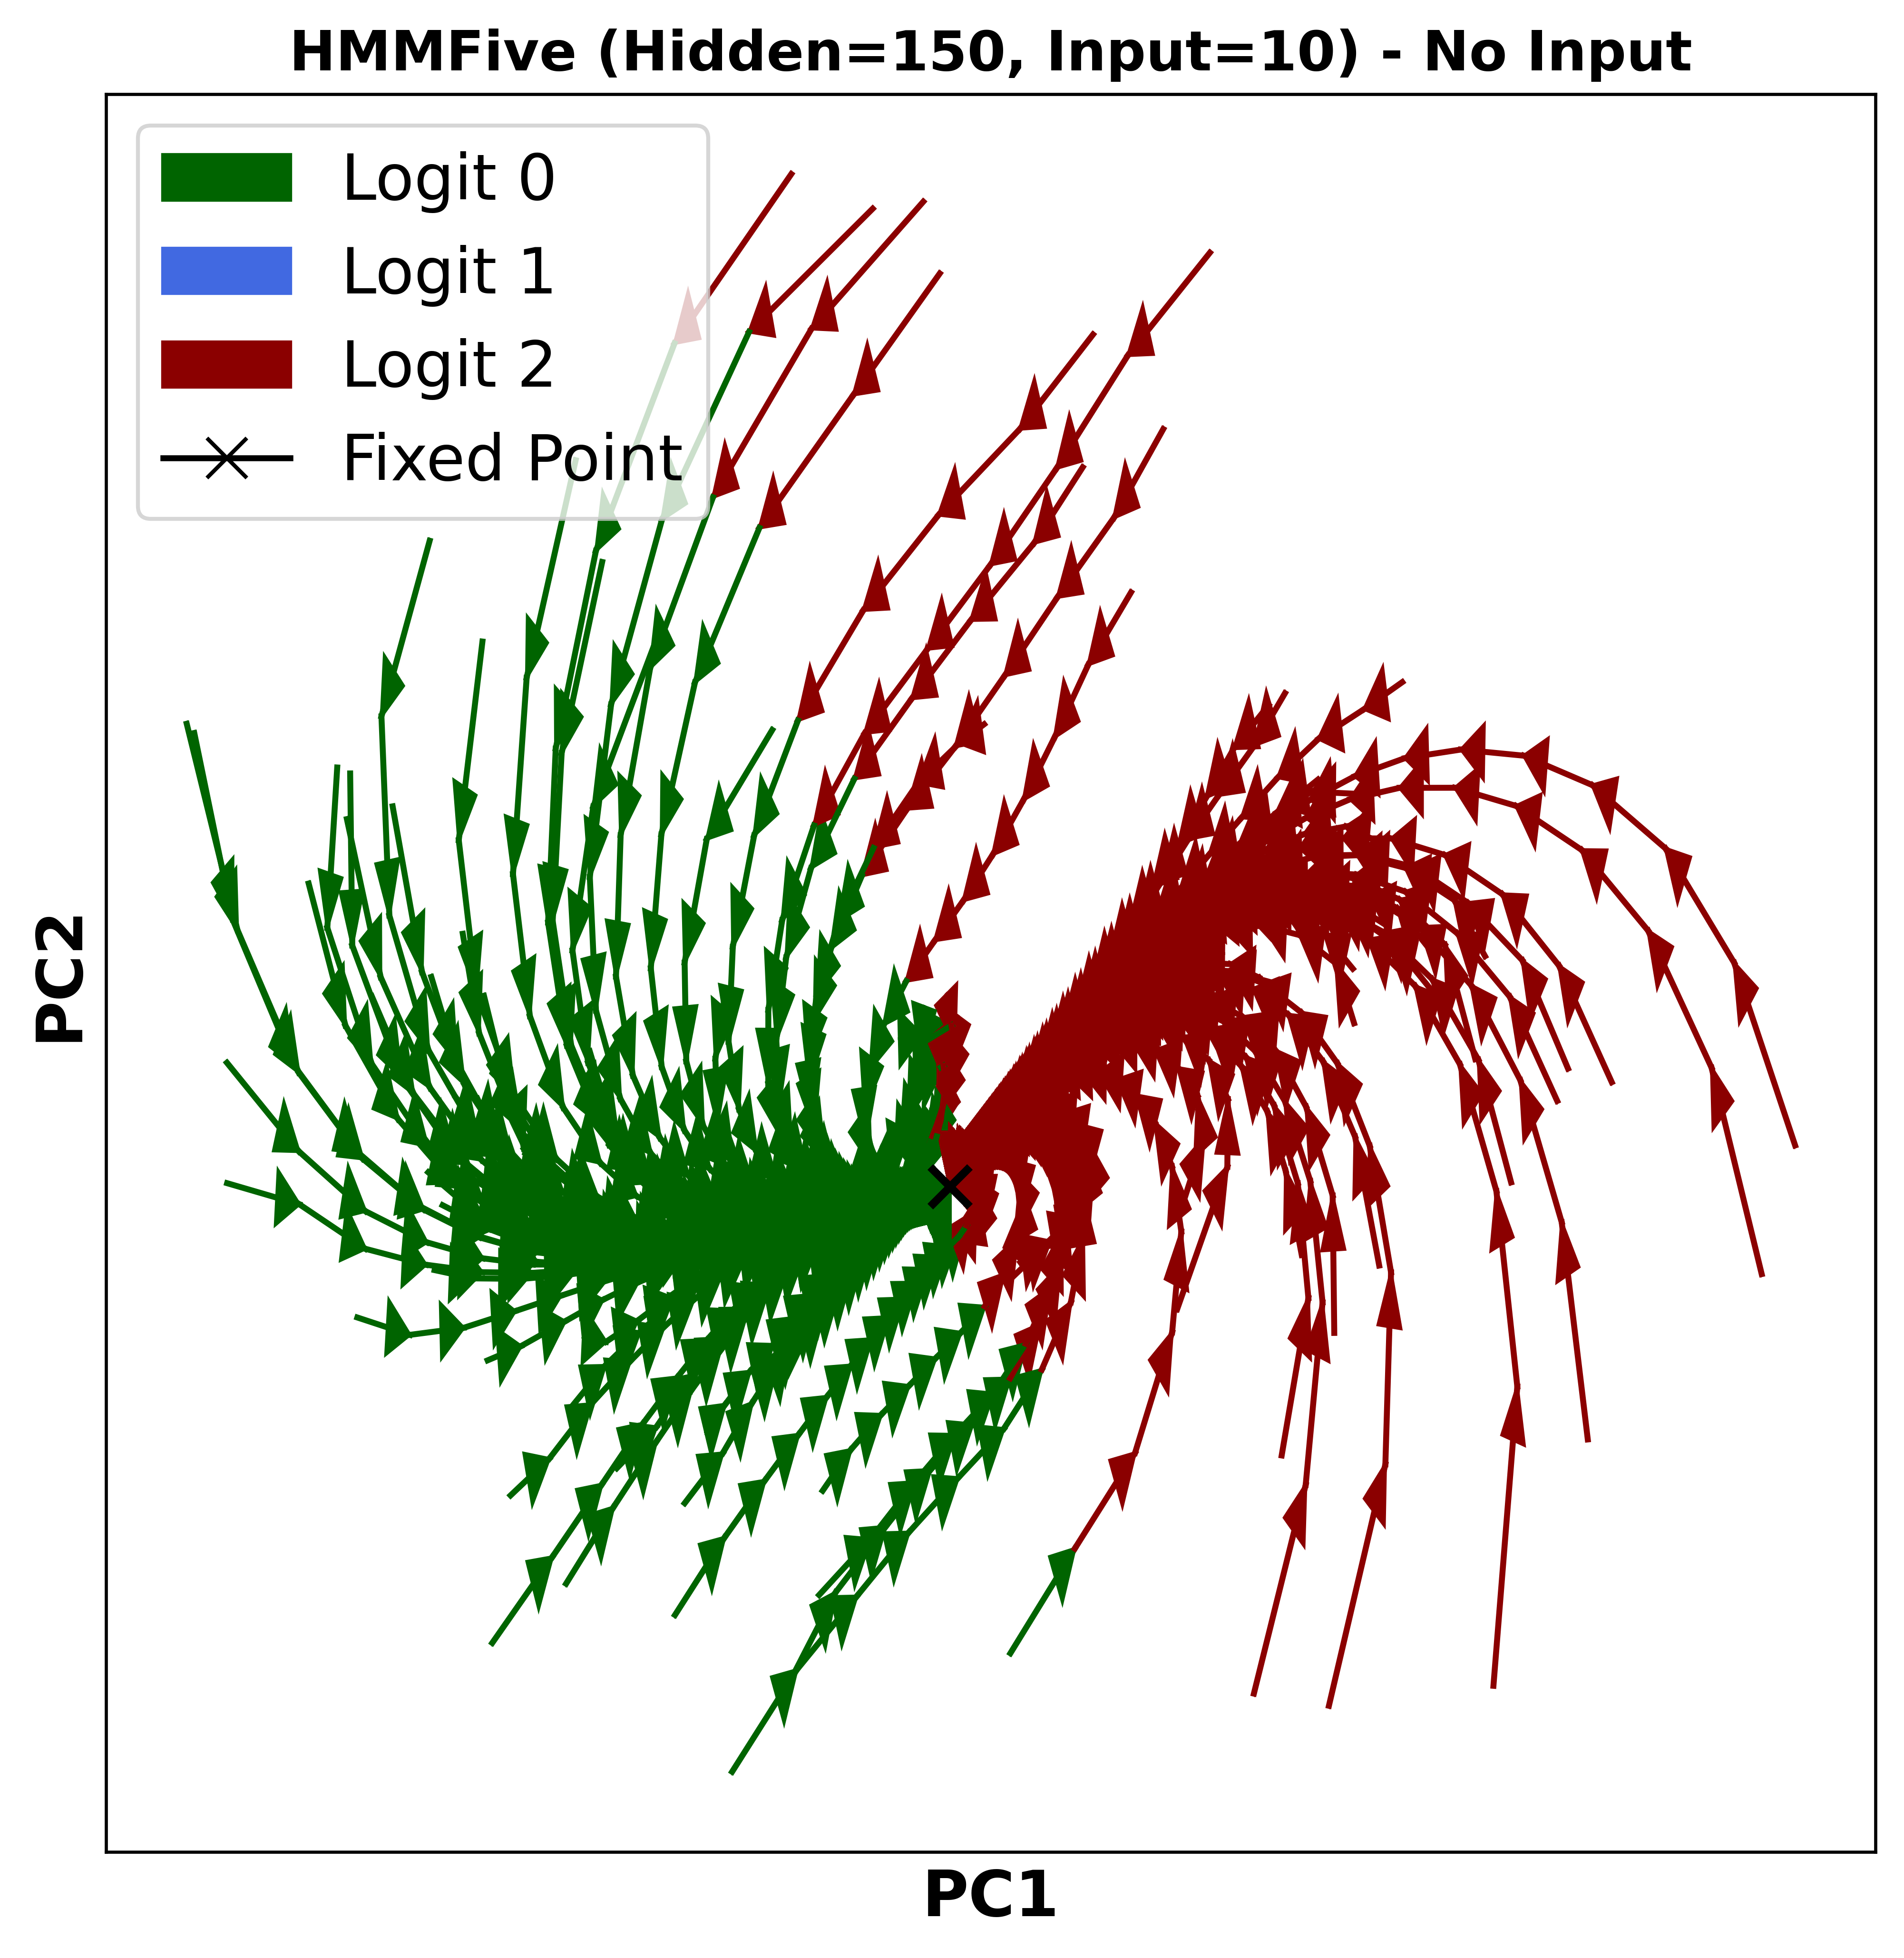 HMMFive (Hidden=150, Input=10) - No Input
Logit 0
Logit 1
Logit 2
Fixed Point
PC2
PC1